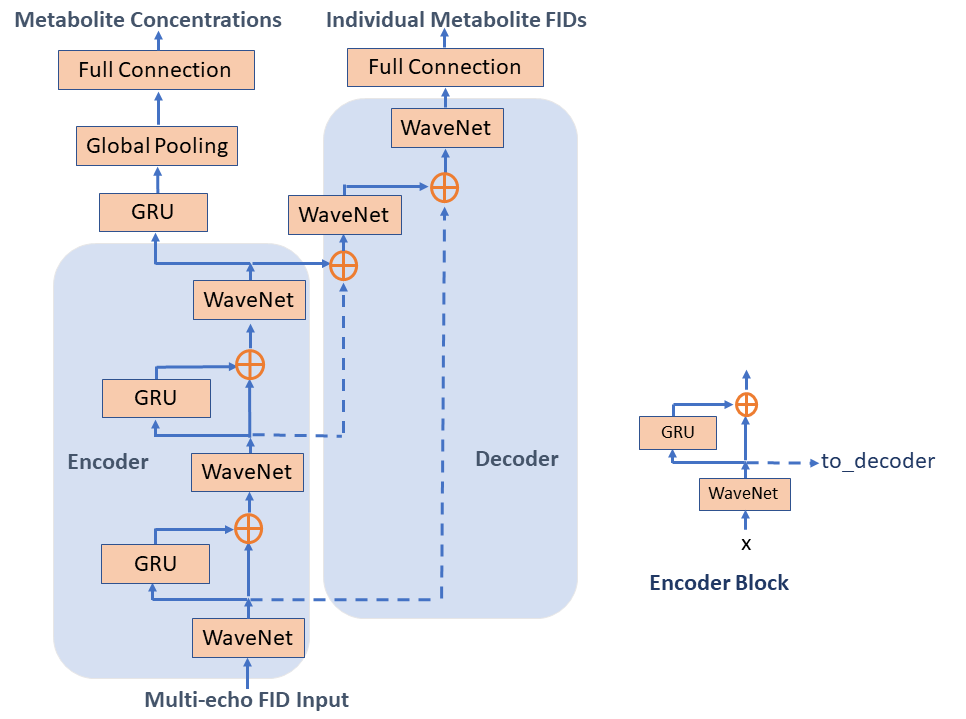 Metabolite Concentrations
Individual Metabolite FIDs
Full Connection
Full Connection
Global Pooling
WaveNet
GRU
WaveNet
WaveNet
GRU
Encoder
WaveNet
Decoder
GRU
WaveNet
Multi-echo FID Input
GRU
to_decoder
WaveNet
x
Encoder Block